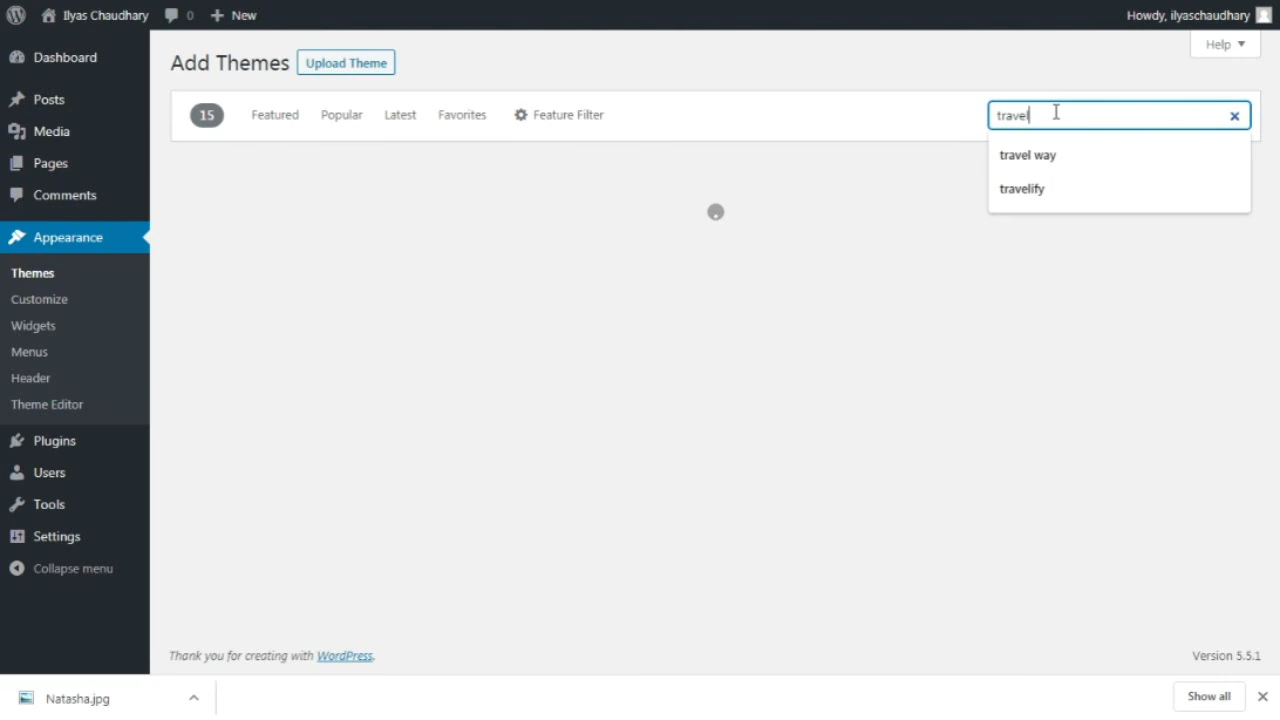 Ilyas Chaudhary 0 New Howdy, ilyaschaudhary
Help
Dashboard
Posts
Media
Pages
Comments
Appearance
Themes
Customize
Widgets
Menus
Header
Theme Editor
Plugins
Users
Tools
Settings
Collapse menu
Add Themes Upload Theme
15 Featured Popular Latest Favorites Feature Filter travel
travel way
travelify
Thank you for creating with WordPress. Version 5.5.1
Natasha.jpg Show all